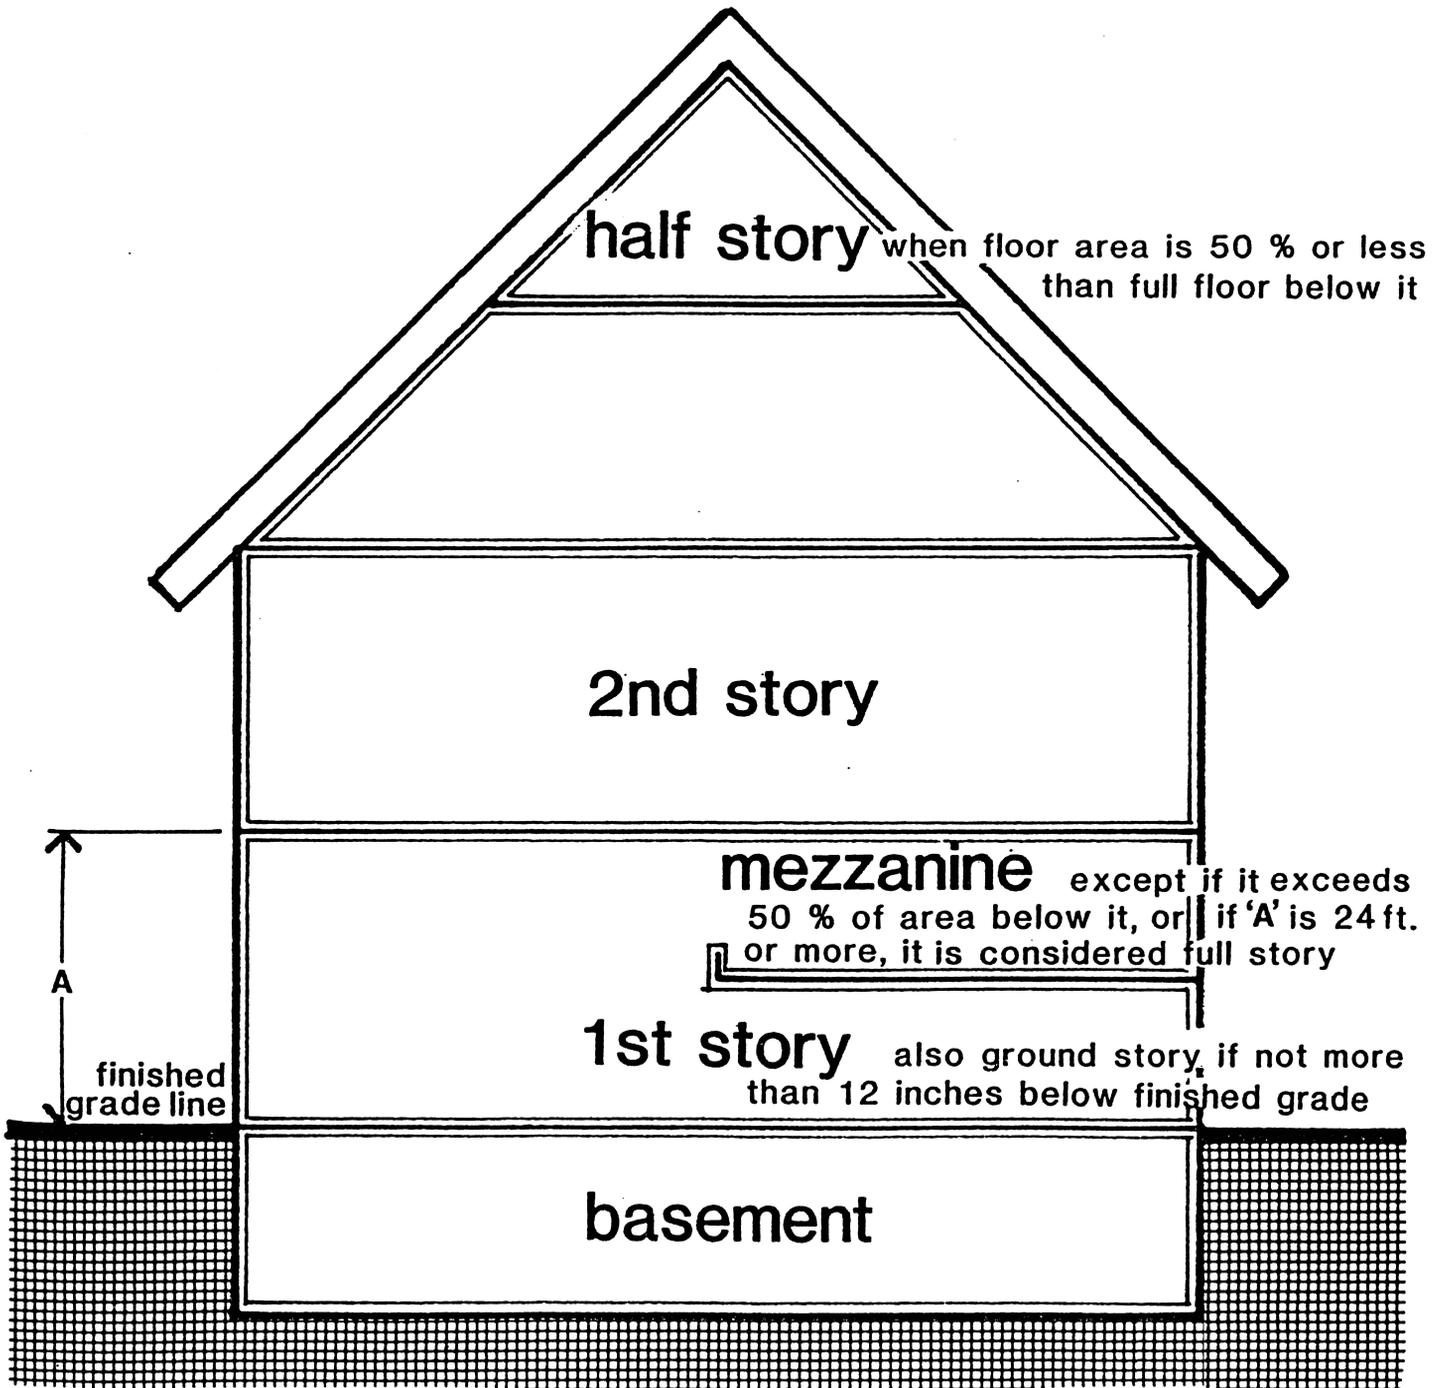 half story when floor area is 50 % or less
than full floor below it
2nd story
mezzanine except if it exceeds
50 % of area below it, or if ‘A’ is 24 ft.
or more, it is considered full story
A
1st story also ground story, if not more
than 12 inches below finished grade
finished
grade line
basement